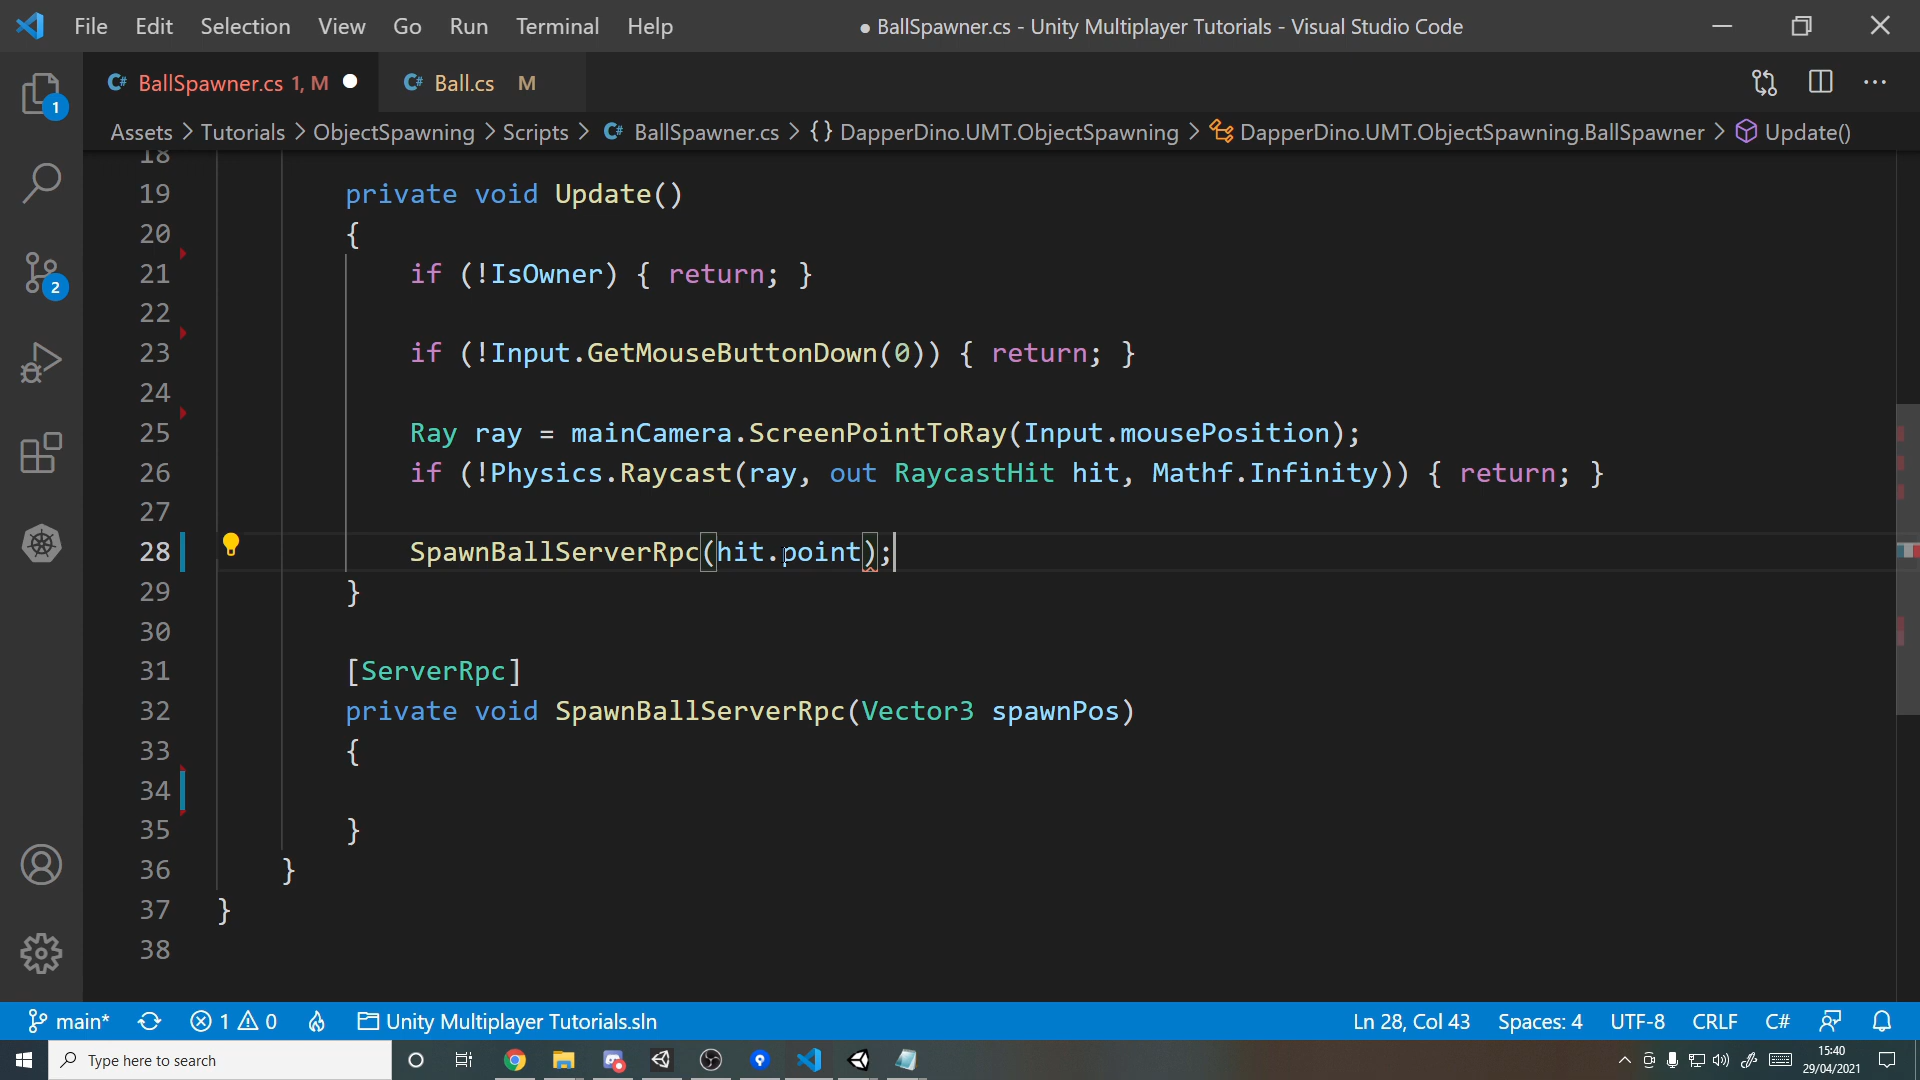 File Edit Selection View Go Run Terminal Help
● BallSpawner.cs - Unity Multiplayer Tutorials - Visual Studio Code
BallSpawner.cs 1, M
Ball.cs M
Assets > Tutorials > ObjectSpawning > Scripts > BallSpawner.cs > {} DapperDino.UMT.ObjectSpawning > DapperDino.UMT.ObjectSpawning.BallSpawner > Update()
18
19 private void Update()
20 {
21 if (!IsOwner) { return; }
22
23 if (!Input.GetMouseButtonDown(0)) { return; }
24
25 Ray ray = mainCamera.ScreenPointToRay(Input.mousePosition);
26 if (!Physics.Raycast(ray, out RaycastHit hit, Mathf.Infinity)) { return; }
27
28 SpawnBallServerRpc(hit.point);
29 }
30
31 [ServerRpc]
32 private void SpawnBallServerRpc(Vector3 spawnPos)
33 {
34
35 }
36 }
37 }
38
1
2
main* 1 0 Unity Multiplayer Tutorials.sln Ln 28, Col 43 Spaces: 4 UTF-8 CRLF C#
Type here to search
15:40
29/04/2021